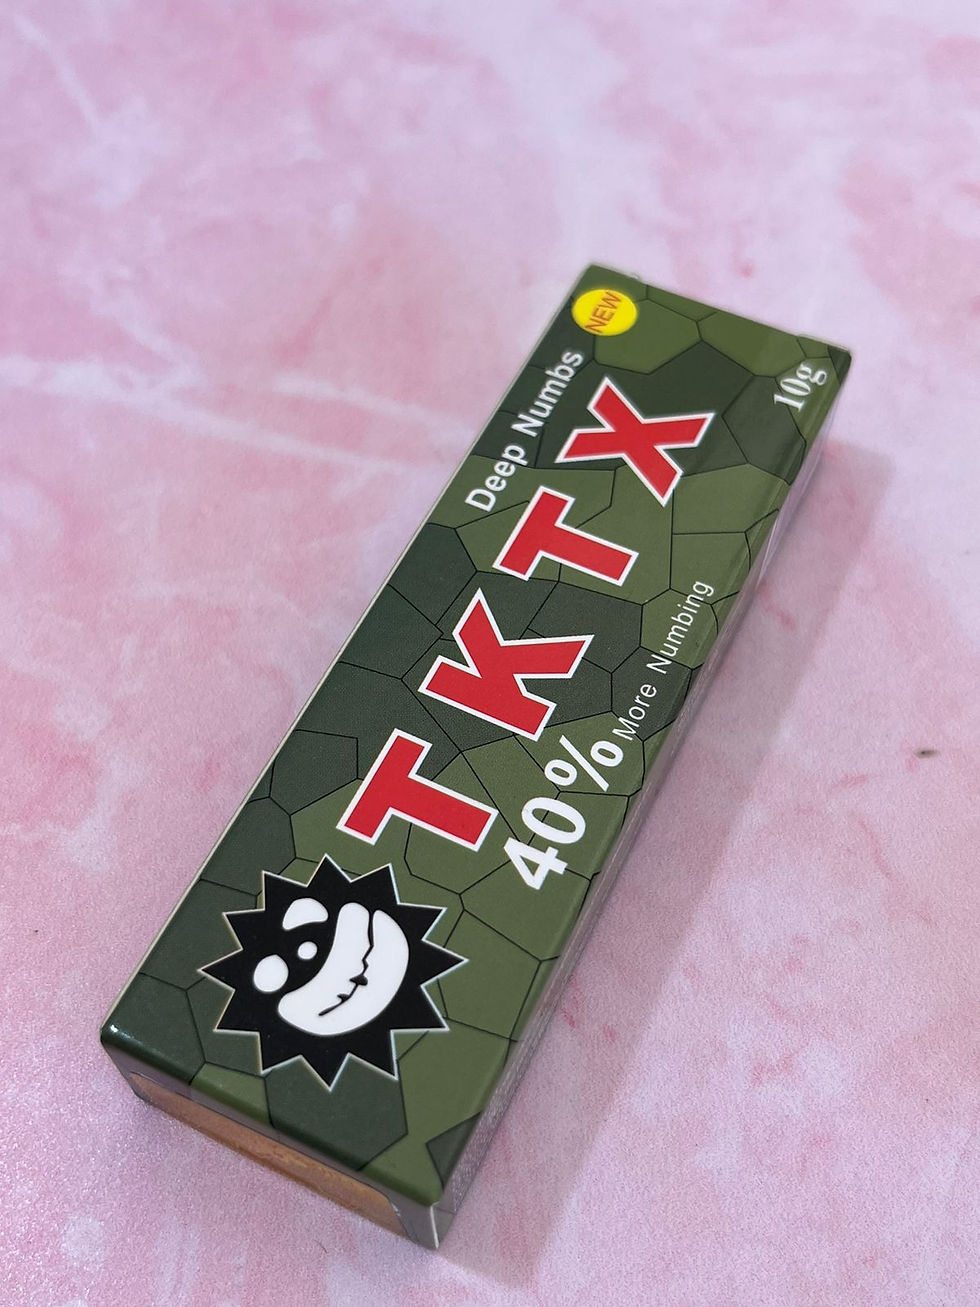 NEW
Deep Numbs
TKTX
40% More Numbing
10g